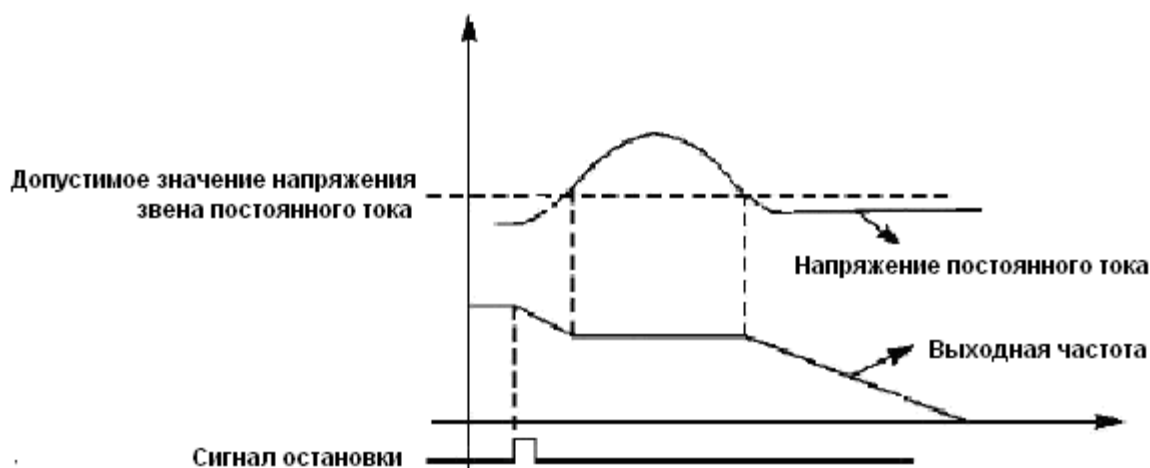 Допустимое значение напряжения
звена постоянного тока
Напряжение постоянного тока
Выходная частота
Сигнал остановки